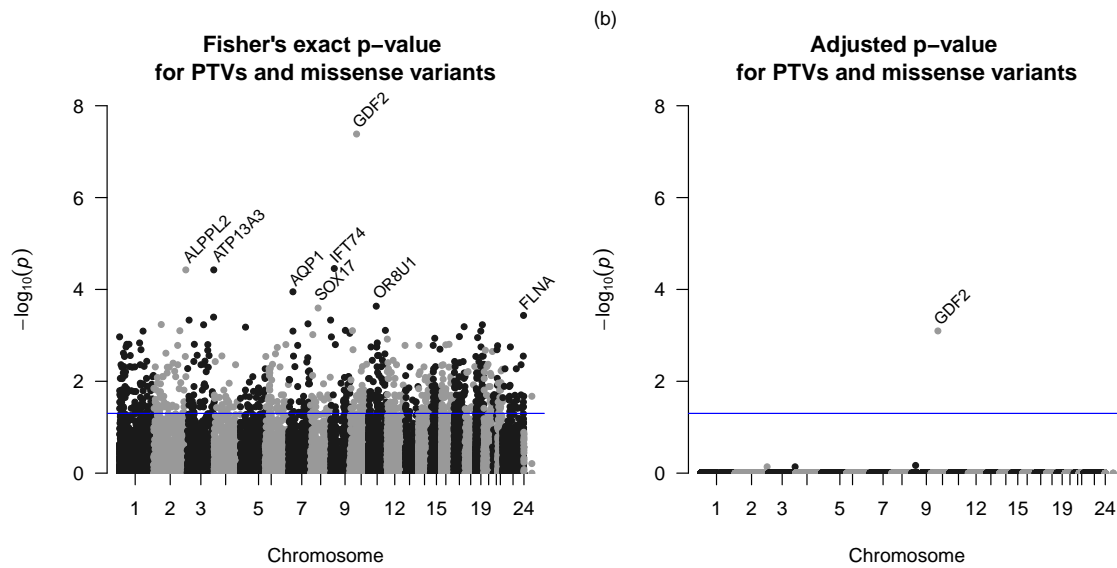 Fisher's exact p−value
for PTVs and missense variants
8
6
4
2
0
−log10(p)
GDF2
ALPPL2
ATP13A3
AQP1
SOX17
IFT74
OR8U1
FLNA
1 2 3 5 7 9 12 15 19 24
Chromosome
(b)
Adjusted p−value
for PTVs and missense variants
8
6
4
2
0
−log10(p)
GDF2
1 2 3 5 7 9 12 15 19 24
Chromosome